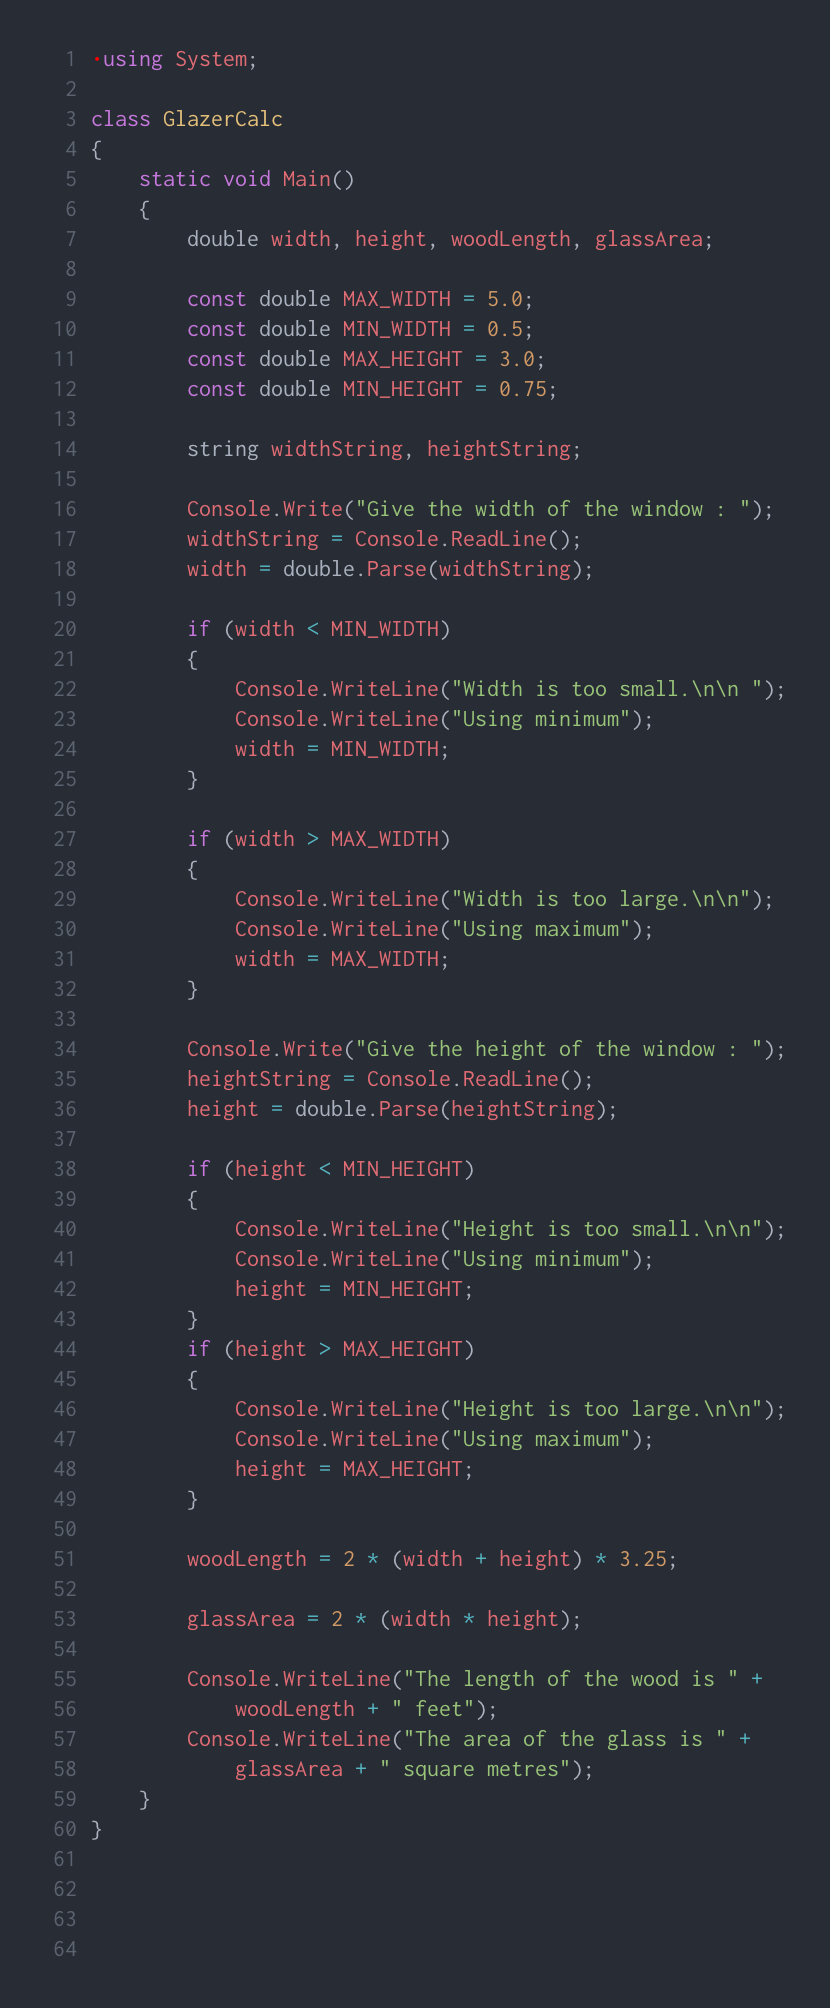 1 ·using System;
2
3 class GlazerCalc
4 {
5     static void Main()
6     {
7         double width, height, woodLength, glassArea;
8
9         const double MAX_WIDTH = 5.0;
10         const double MIN_WIDTH = 0.5;
11         const double MAX_HEIGHT = 3.0;
12         const double MIN_HEIGHT = 0.75;
13
14         string widthString, heightString;
15
16         Console.Write("Give the width of the window : ");
17         widthString = Console.ReadLine();
18         width = double.Parse(widthString);
19
20         if (width < MIN_WIDTH)
21         {
22             Console.WriteLine("Width is too small.\n\n ");
23             Console.WriteLine("Using minimum");
24             width = MIN_WIDTH;
25         }
26
27         if (width > MAX_WIDTH)
28         {
29             Console.WriteLine("Width is too large.\n\n");
30             Console.WriteLine("Using maximum");
31             width = MAX_WIDTH;
32         }
33
34         Console.Write("Give the height of the window : ");
35         heightString = Console.ReadLine();
36         height = double.Parse(heightString);
37
38         if (height < MIN_HEIGHT)
39         {
40             Console.WriteLine("Height is too small.\n\n");
41             Console.WriteLine("Using minimum");
42             height = MIN_HEIGHT;
43         }
44         if (height > MAX_HEIGHT)
45         {
46             Console.WriteLine("Height is too large.\n\n");
47             Console.WriteLine("Using maximum");
48             height = MAX_HEIGHT;
49         }
50
51         woodLength = 2 * (width + height) * 3.25;
52
53         glassArea = 2 * (width * height);
54
55         Console.WriteLine("The length of the wood is " +
56             woodLength + " feet");
57         Console.WriteLine("The area of the glass is " +
58             glassArea + " square metres");
59     }
60 }
61
62
63
64